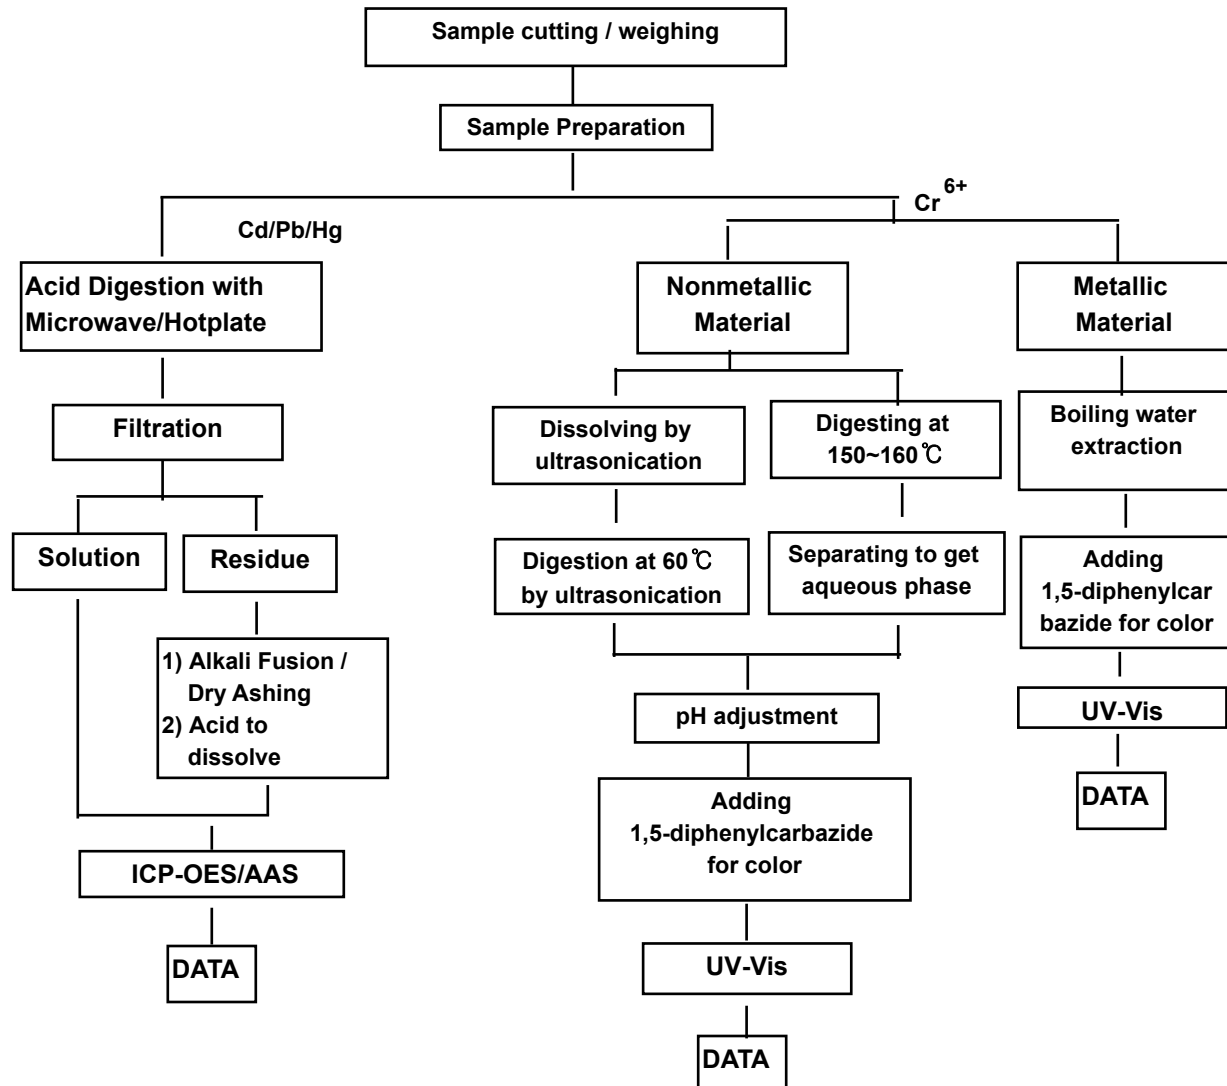 Sample cutting / weighing
Sample Preparation
Cr6+
Cd/Pb/Hg
Acid Digestion with
Microwave/Hotplate
Nonmetallic
Material
Metallic
Material
Filtration
Dissolving by
ultrasonication
Digesting at
150~160℃
Boiling water
extraction
Solution
Residue
Digestion at 60℃
by ultrasonication
Separating to get
aqueous phase
Adding
1,5-diphenylcar
bazide for color
1) Alkali Fusion /
Dry Ashing
2) Acid to
dissolve
pH adjustment
UV-Vis
DATA
Adding
1,5-diphenylcarbazide
for color
ICP-OES/AAS
DATA
UV-Vis
DATA